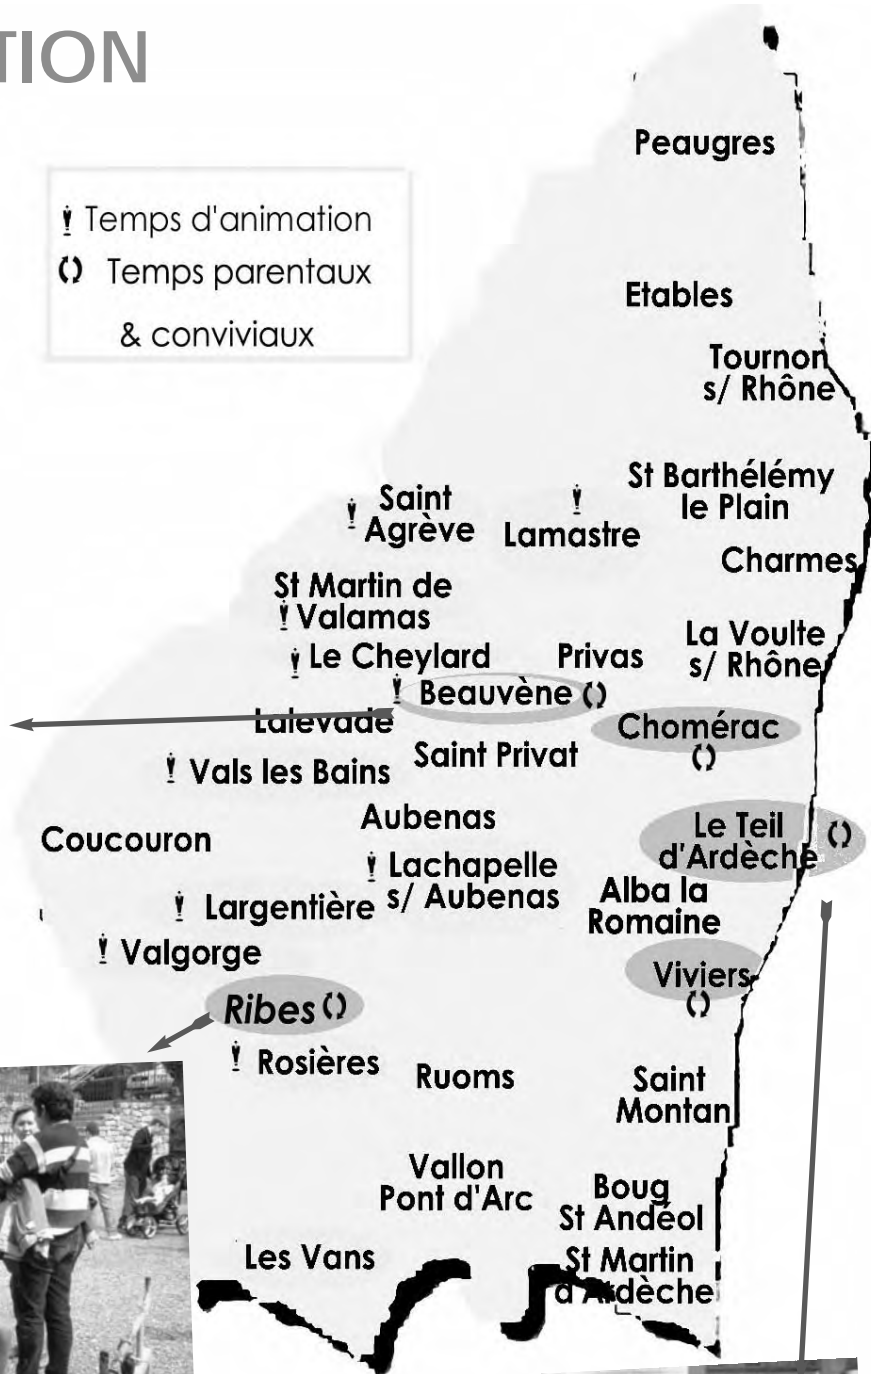 TION
Temps d'animation
Temps parentaux
& conviviaux
Peaugres
Etables
Tournon
s/ Rhône
St Barthélémy
le Plain
Saint
Agrève
Lamastre
Charmes
St Martin de
Valamas
La Voulte
s/ Rhône
Le Cheylard
Privas
Beauvène
Lalevade
Chomérac
Saint Privat
Vals les Bains
Aubenas
Coucouron
Le Teil
d'Ardèche
Lachapelle
s/ Aubenas
Alba la
Romaine
Largentière
Valgorge
Viviers
Ribes
Rosières
Ruoms
Saint
Montan
Vallon
Pont d'Arc
Boug
St Andéol
Les Vans
St Martin
d'Ardèche